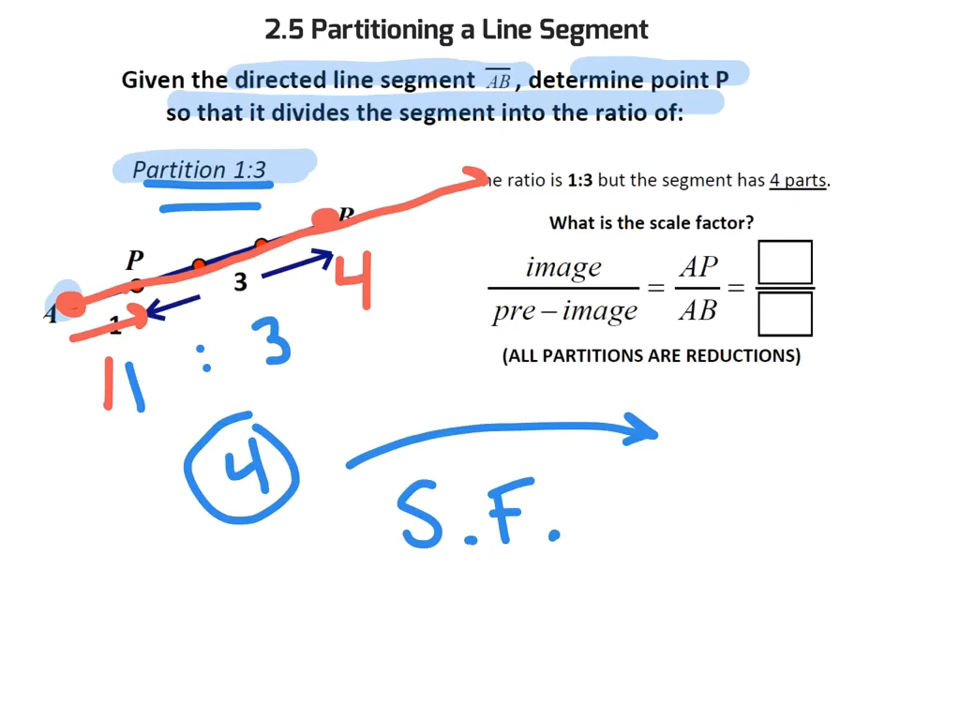 2.5 Partitioning a Line Segment
Given the directed line segment AB, determine point P
so that it divides the segment into the ratio of:
Partition 1:3
he ratio is 1:3 but the segment has 4 parts.
What is the scale factor?
image / pre – image = AP / AB =
(ALL PARTITIONS ARE REDUCTIONS)
B
P
3
4
A
1
1 1 : 3
4
S.F.